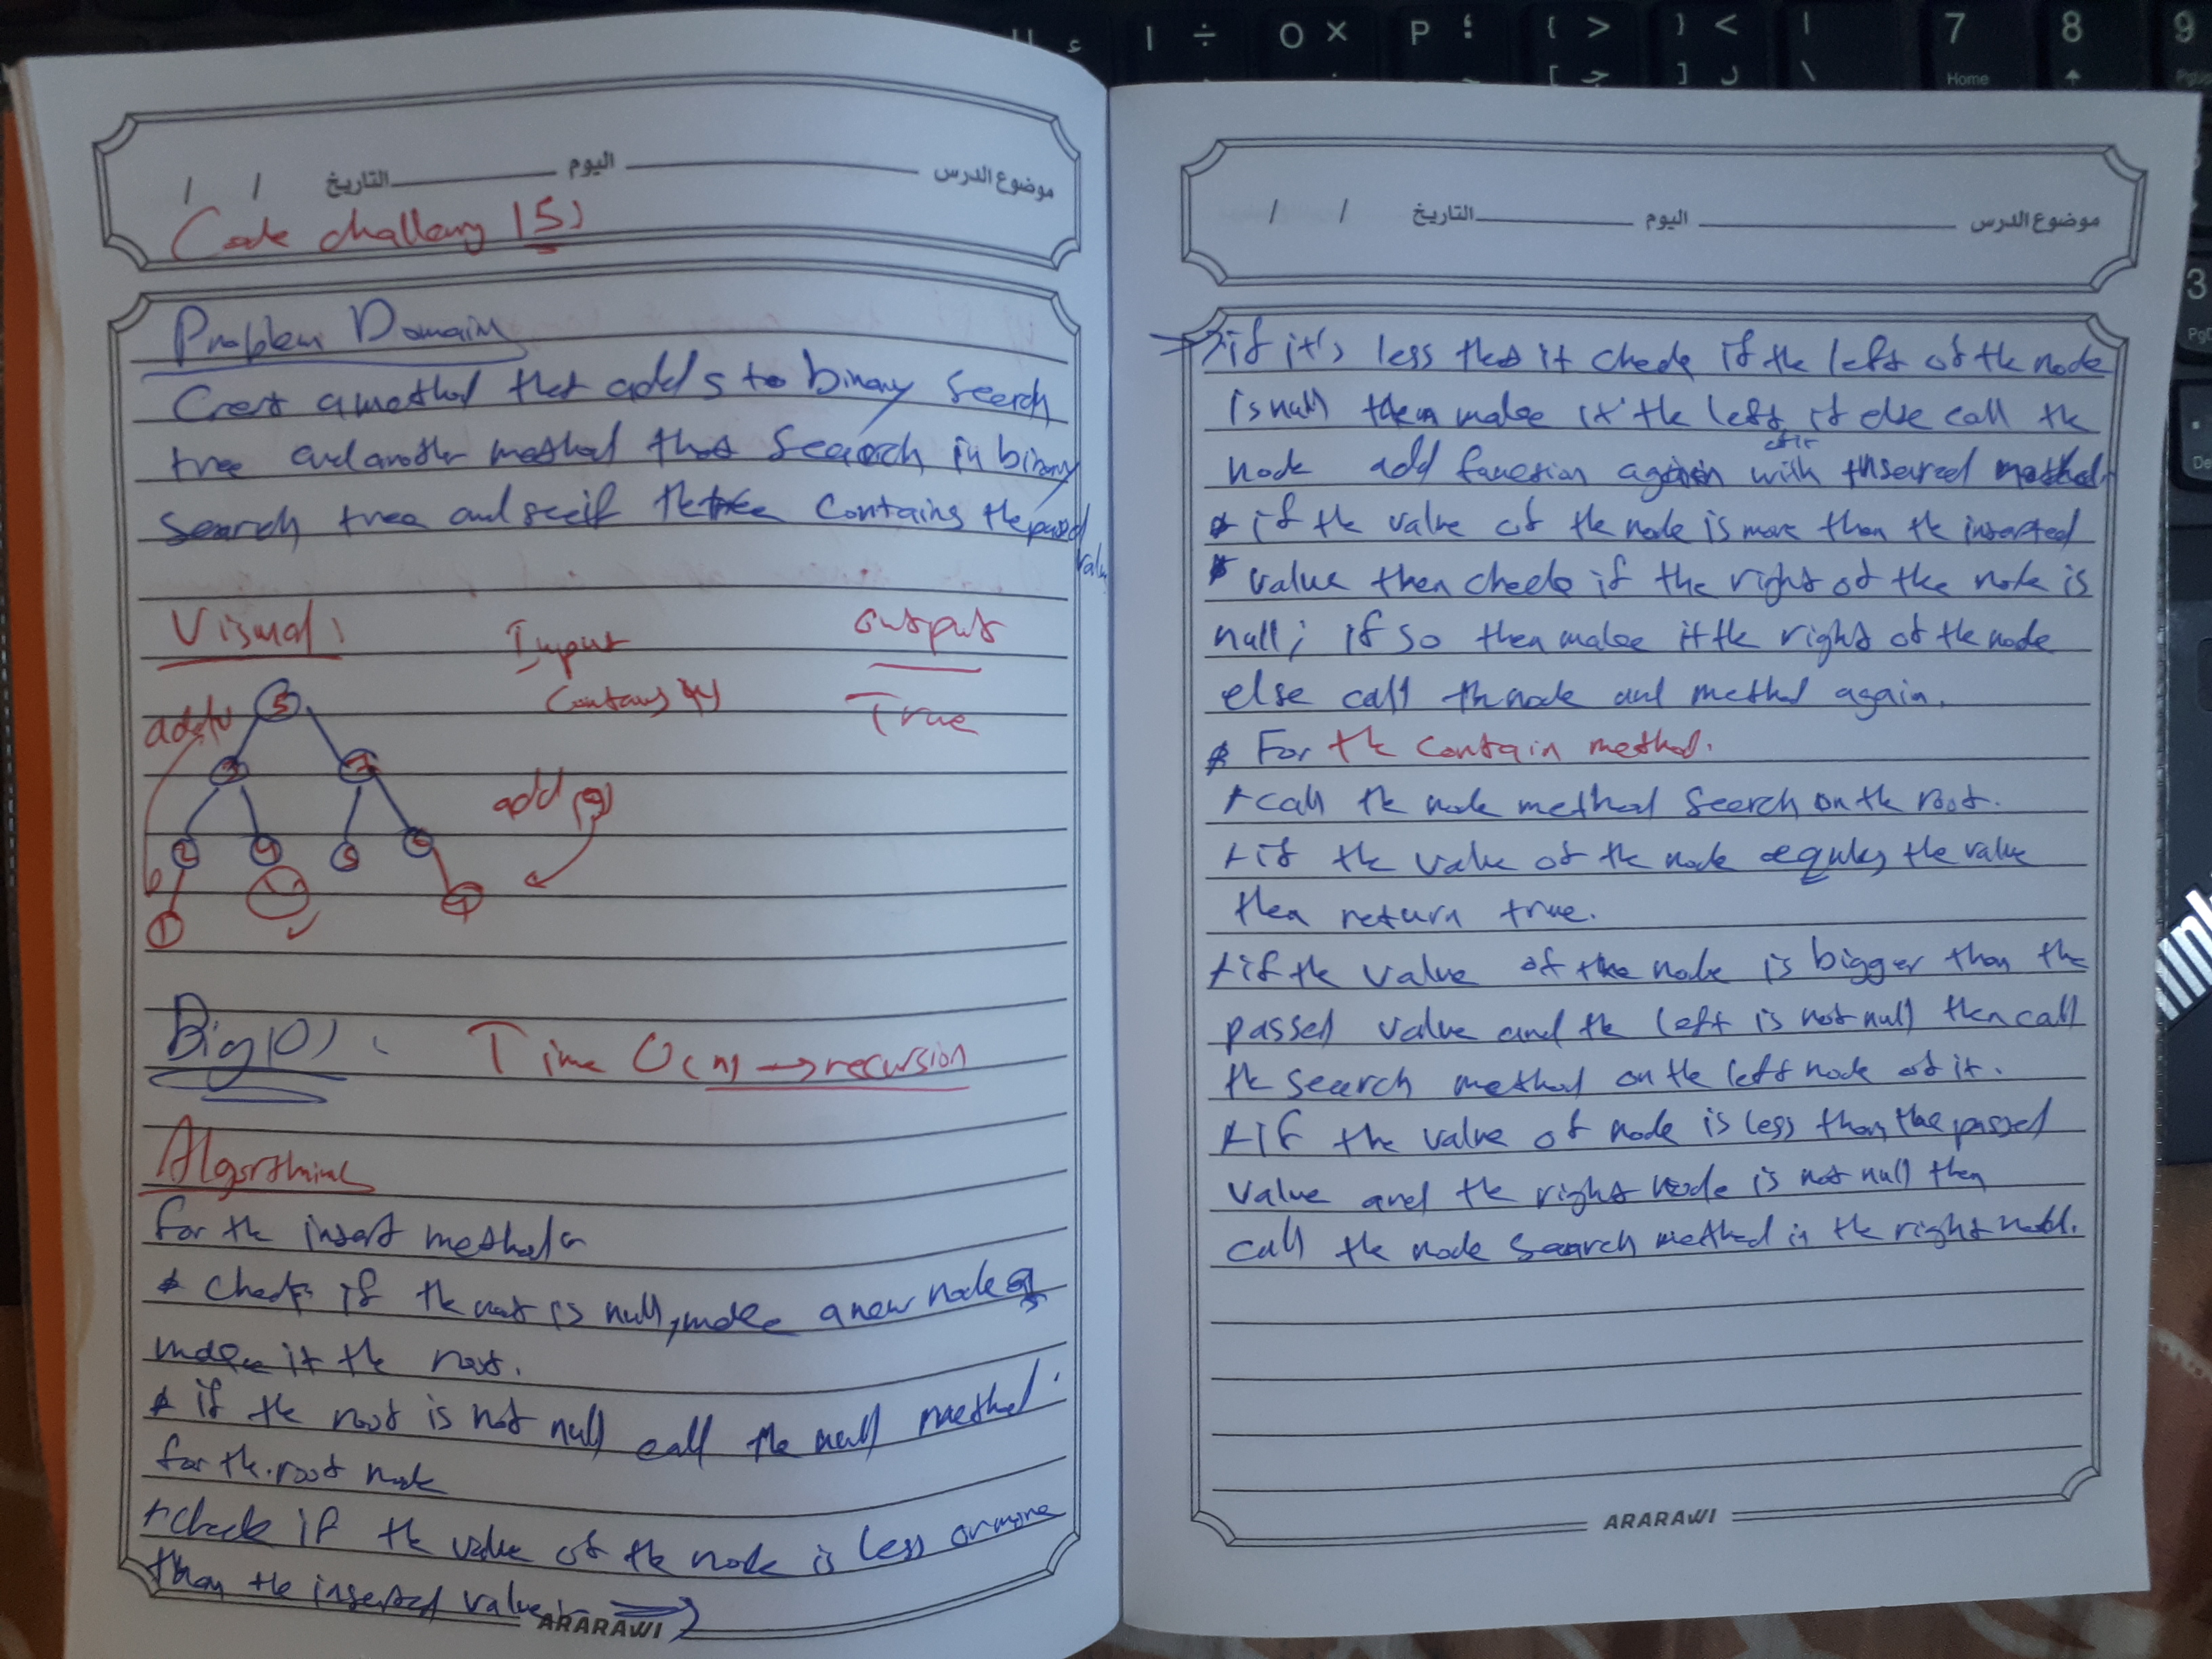 موضوع الدرس اليوم التاريخ / /
Code challeng 15)
Problem Domain
Creat a method that adds to binary Search
tree and another method that Search in binary
Search tree and see if the tree contains the passed
value
Visual: Input output
Contains (4) True
add(1)
5
3 7
2 4
add (9)
1 9
Big(O): Time O(n) → recursion
Algorithim
for the insert method
* check if the root is null, make a new node &
make it the root.
* if the root is not null call the null method
for the root node
+ check if the value of the node is less or more
than the inserted value
ARARAWI
موضوع الدرس اليوم التاريخ / /
→ if it's less then it check if the left of the node
is null then make it the left, if else call the
node add function again with inserted method.
* if the value of the node is more than the inserted
* value then check if the right of the node is
null; if so then make it the right of the node
else call the node and method again.
* For the contain method.
+ call the node method Search on the root.
+ if the value of the node equles the value
then return true.
+ if the value of the node is bigger than the
passed value and the left is not null then call
the search method on the left node of it.
+ if the value of node is less than the passed
value and the right node is not null then
call the node search method in the right node.
ARARAWI
ا ÷ O × P ؛ { > } < | 7 8 9
[ ج ] د \ Home
3